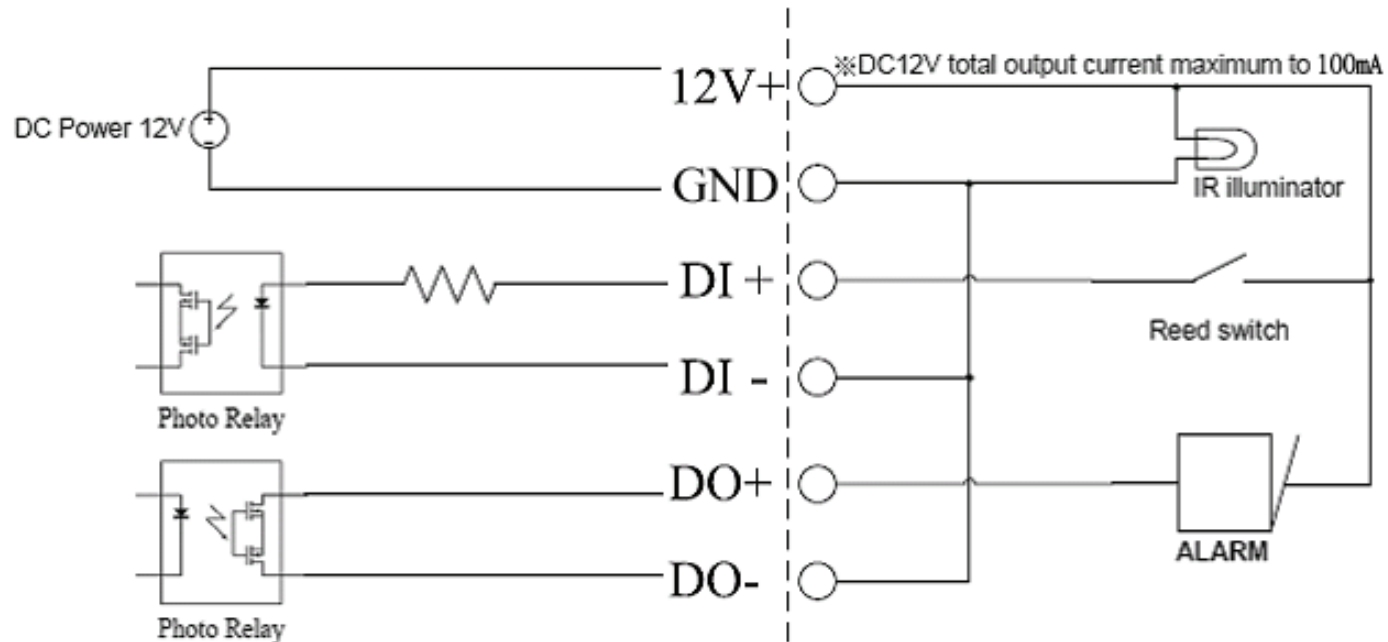 12V+
※DC12V total output current maximum to 100mA
DC Power 12V
GND
IR illuminator
DI +
Reed switch
DI -
Photo Relay
DO+
ALARM
DO-
Photo Relay